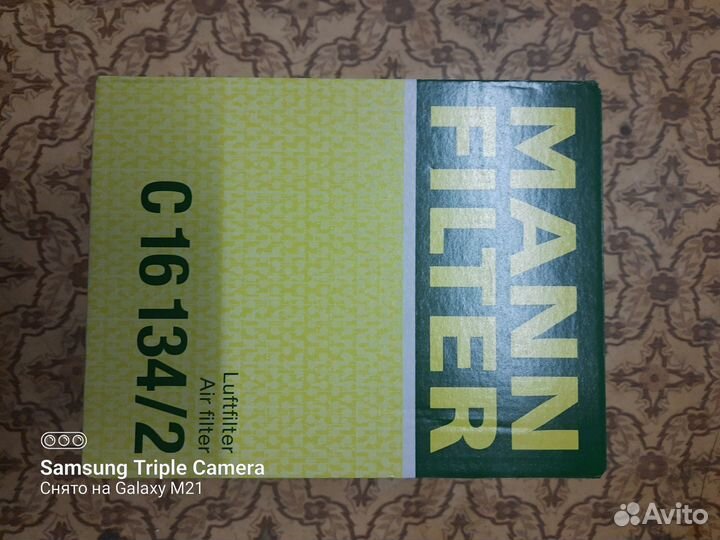 MANN
FILTER
Luftfilter
Air filter
C 16 134/2
Samsung Triple Camera
Снято на Galaxy M21
Avito